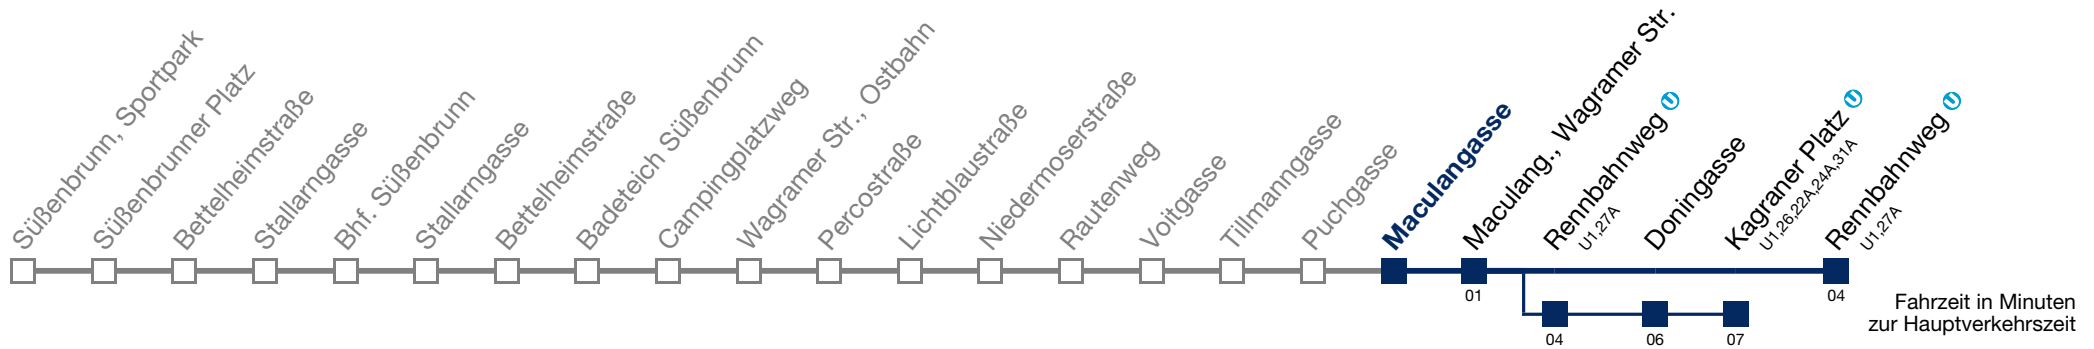 Süßenbrunn, Sportpark
Süßenbrunner Platz
Bettelheimstraße
Stallarngasse
Bhf. Süßenbrunn
Stallarngasse
Bettelheimstraße
Badeteich Süßenbrunn
Campingplatzweg
Wagramer Str., Ostbahn
Percostraße
Lichtblaustraße
Niedermoserstraße
Rautenweg
Voitgasse
Tillmanngasse
Puchgasse
Maculangasse
Maculang., Wagramer Str.
Rennbahnweg U
U1,27A
Doningasse
Kagraner Platz U
U1,26,22A,24A,31A
Rennbahnweg U
U1,27A
01
04
04
06
07
Fahrzeit in Minuten
zur Hauptverkehrszeit